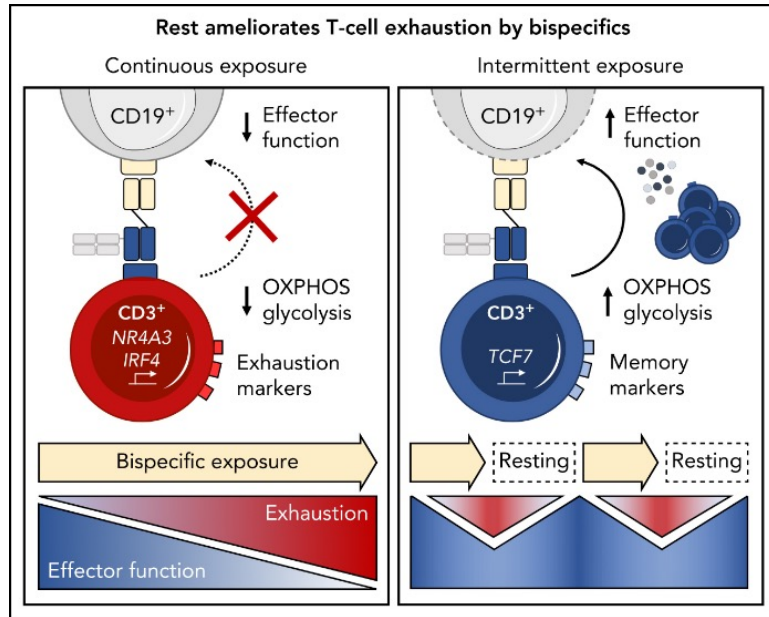 Rest ameliorates T-cell exhaustion by bispecifics
Continuous exposure
CD19+
Effector
function
OXPHOS
glycolysis
CD3+
NR4A3
IRF4
Exhaustion
markers
Bispecific exposure
Exhaustion
Effector function
Intermittent exposure
CD19+
Effector
function
OXPHOS
glycolysis
CD3+
TCF7
Memory
markers
Resting
Resting